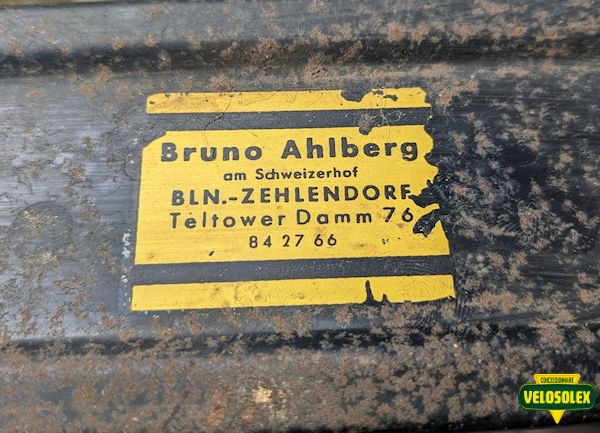 Bruno Ahlberg
am Schweizerhof
BLN.-ZEHLENDORF
Teltower Damm 76
84 27 66
CONCESSIONNAIRE
VELOSOLEX